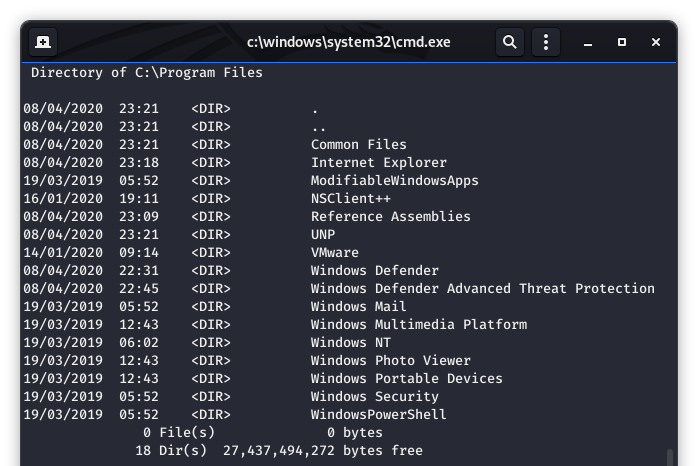 c:\windows\system32\cmd.exe
Directory of C:\Program Files
08/04/2020 23:21 <DIR> .
08/04/2020 23:21 <DIR> ..
08/04/2020 23:21 <DIR> Common Files
08/04/2020 23:18 <DIR> Internet Explorer
19/03/2019 05:52 <DIR> ModifiableWindowsApps
16/01/2020 19:11 <DIR> NSClient++
08/04/2020 23:09 <DIR> Reference Assemblies
08/04/2020 23:21 <DIR> UNP
14/01/2020 09:14 <DIR> VMware
08/04/2020 22:31 <DIR> Windows Defender
08/04/2020 22:45 <DIR> Windows Defender Advanced Threat Protection
19/03/2019 05:52 <DIR> Windows Mail
19/03/2019 12:43 <DIR> Windows Multimedia Platform
19/03/2019 06:02 <DIR> Windows NT
19/03/2019 12:43 <DIR> Windows Photo Viewer
19/03/2019 12:43 <DIR> Windows Portable Devices
19/03/2019 05:52 <DIR> Windows Security
19/03/2019 05:52 <DIR> WindowsPowerShell
0 File(s) 0 bytes
18 Dir(s) 27,437,494,272 bytes free